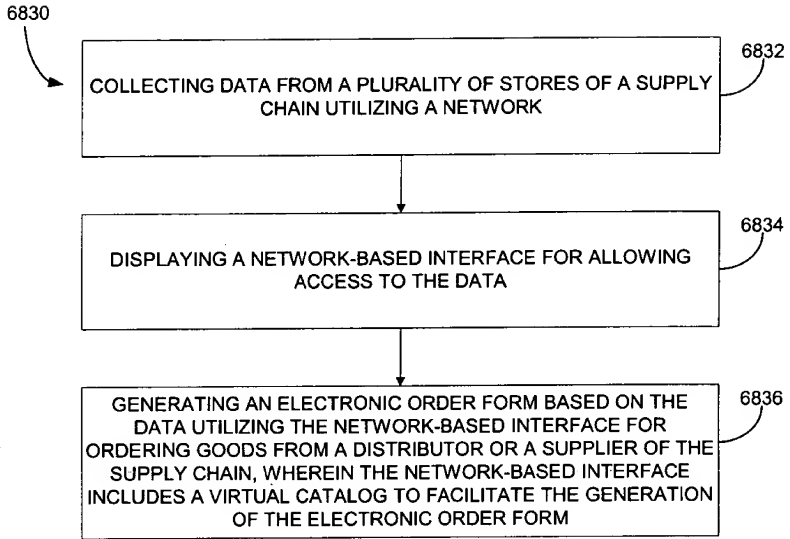 6830
6832
COLLECTING DATA FROM A PLURALITY OF STORES OF A SUPPLY
CHAIN UTILIZING A NETWORK
6834
DISPLAYING A NETWORK-BASED INTERFACE FOR ALLOWING
ACCESS TO THE DATA
6836
GENERATING AN ELECTRONIC ORDER FORM BASED ON THE
DATA UTILIZING THE NETWORK-BASED INTERFACE FOR
ORDERING GOODS FROM A DISTRIBUTOR OR A SUPPLIER OF THE
SUPPLY CHAIN, WHEREIN THE NETWORK-BASED INTERFACE
INCLUDES A VIRTUAL CATALOG TO FACILITATE THE GENERATION
OF THE ELECTRONIC ORDER FORM